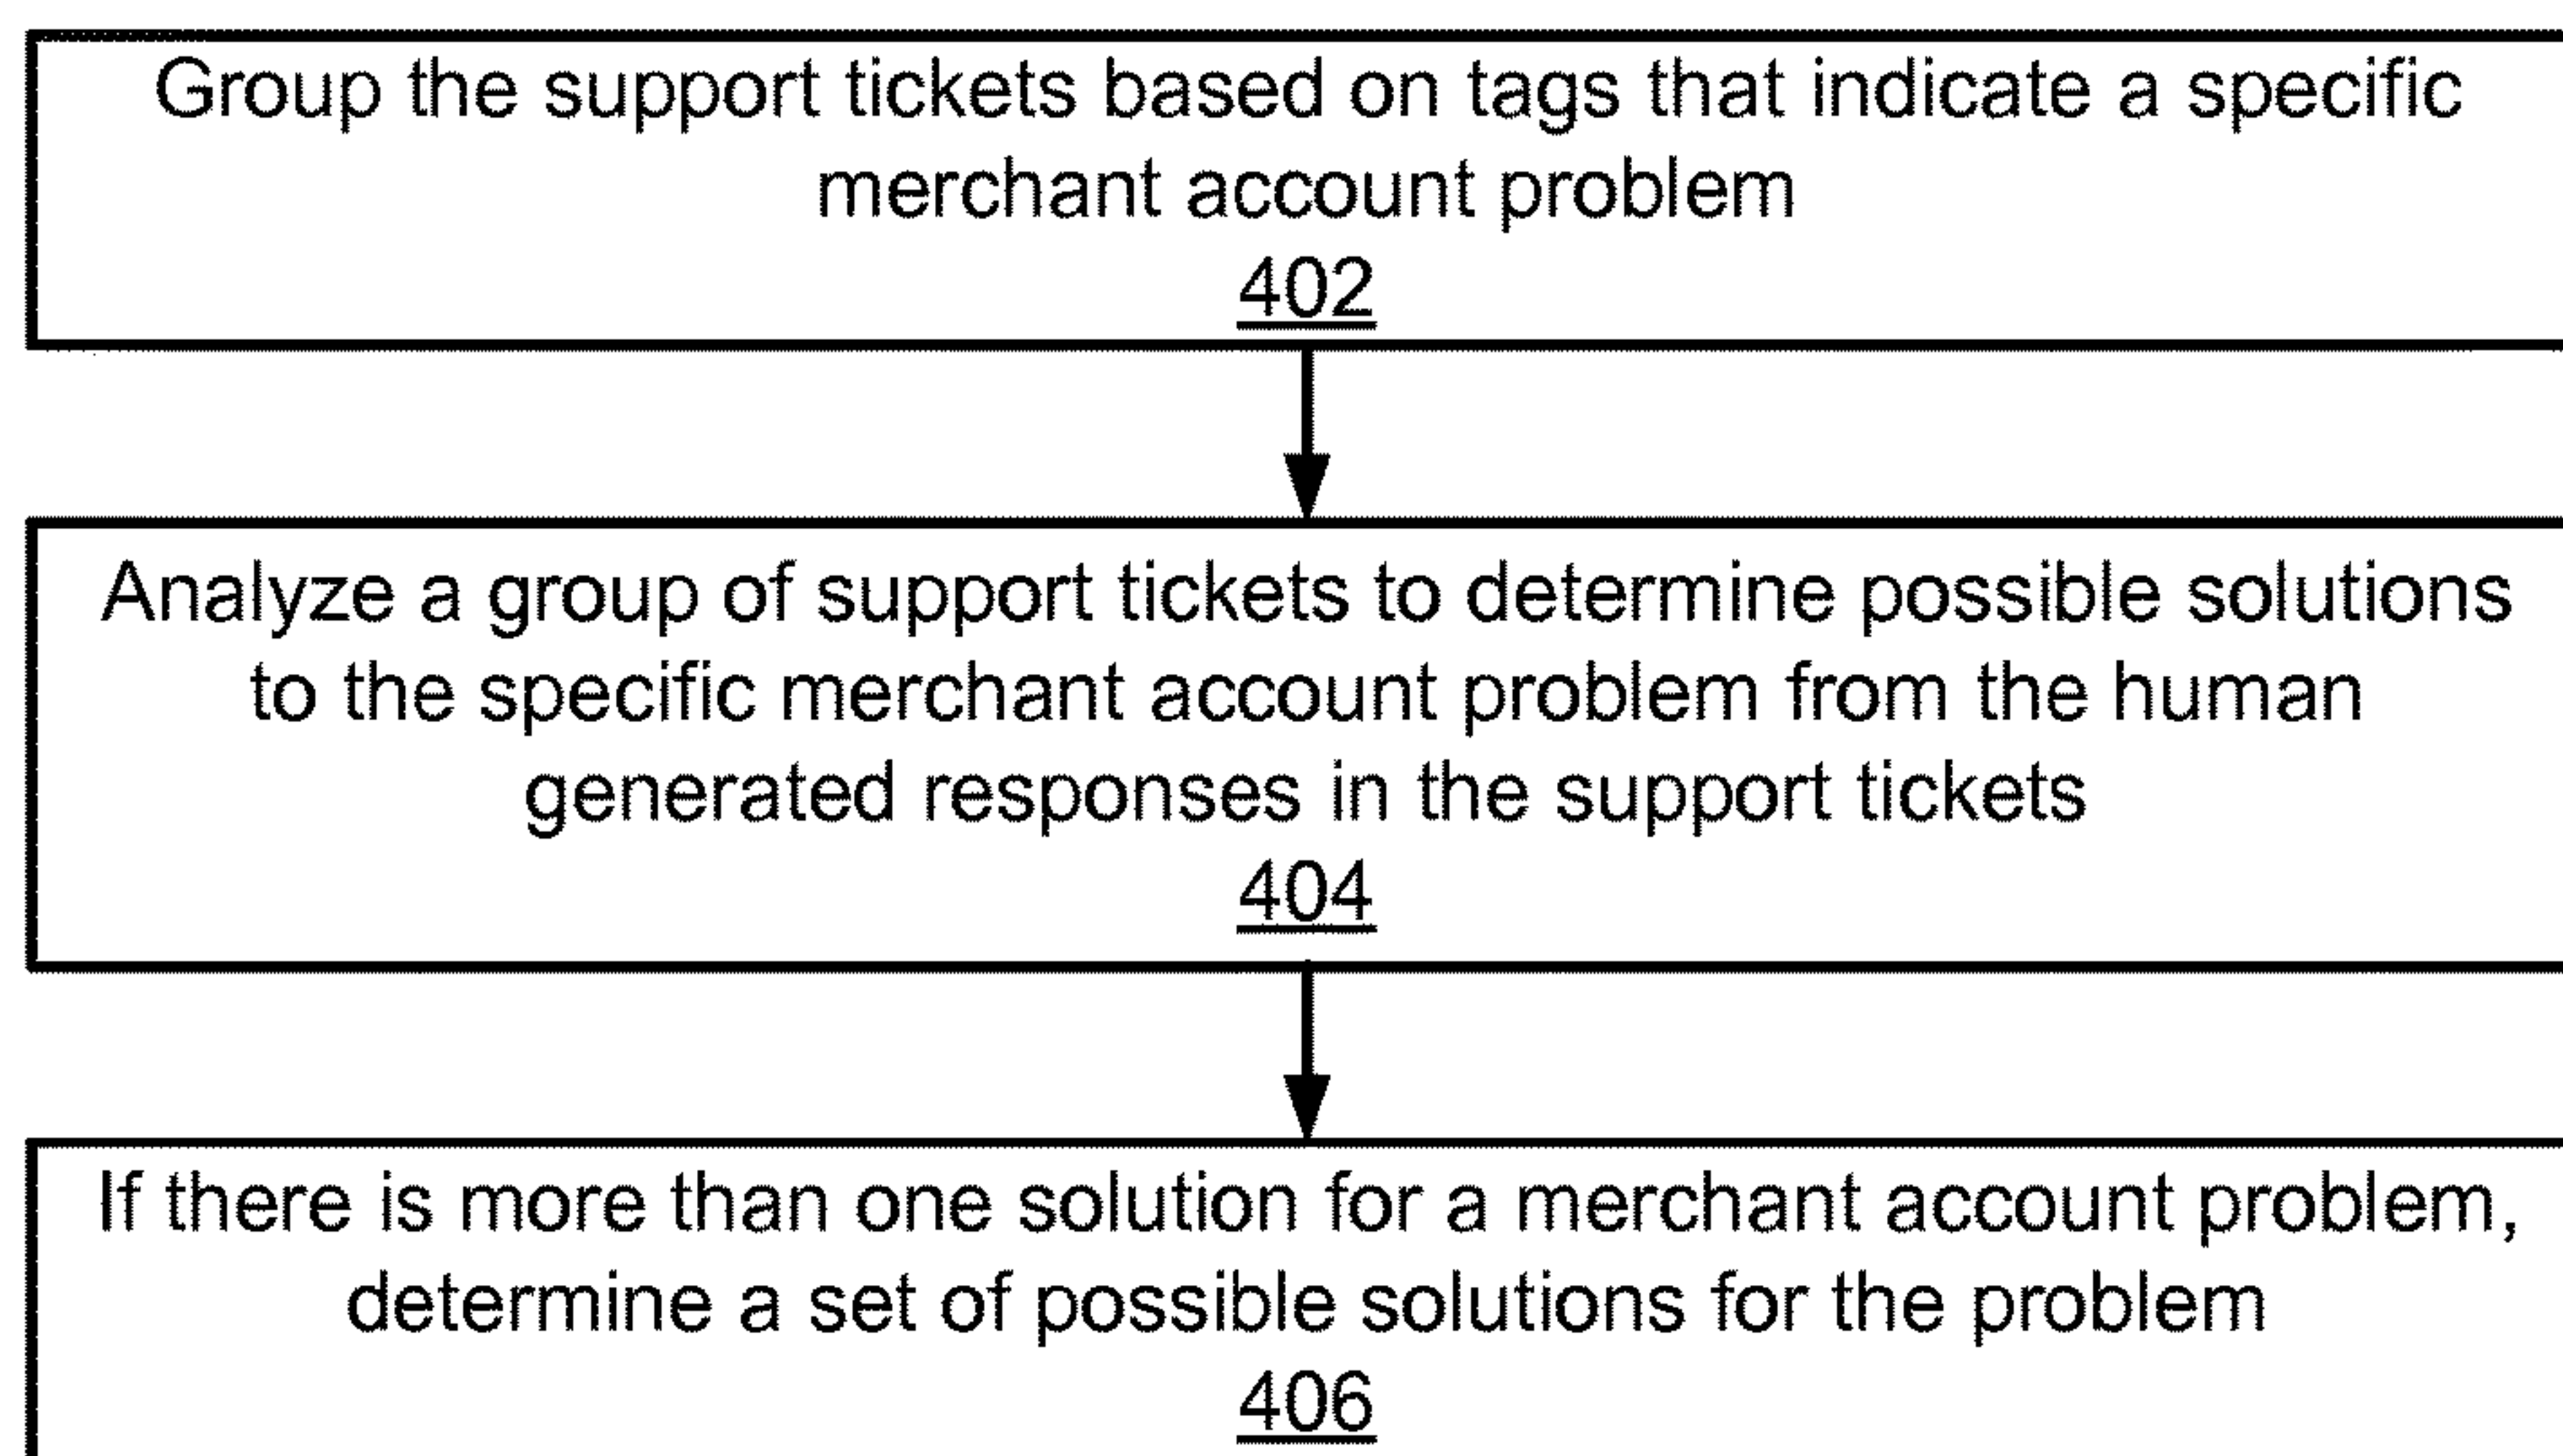 Group the support tickets based on tags that indicate a specific
merchant account problem
402
Analyze a group of support tickets to determine possible solutions
to the specific merchant account problem from the human
generated responses in the support tickets
404
If there is more than one solution for a merchant account problem,
determine a set of possible solutions for the problem
406